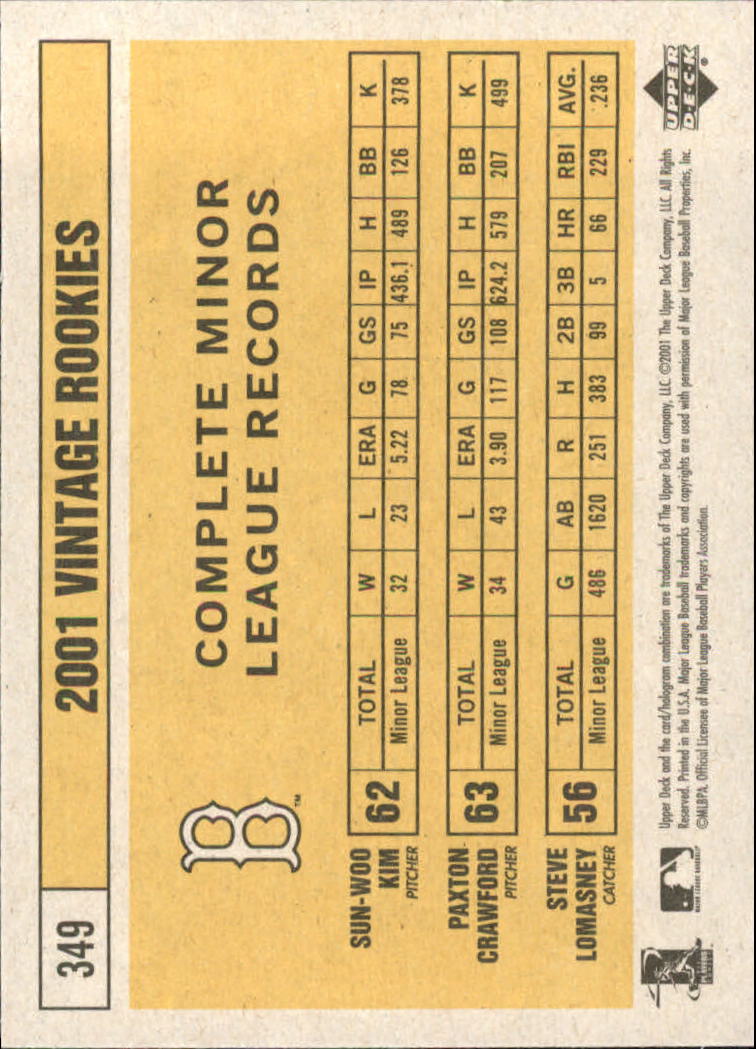 349 2001 VINTAGE ROOKIES
B™
COMPLETE MINOR
LEAGUE RECORDS
SUN-WOO
KIM
PITCHER
62
TOTAL W L ERA G GS IP H BB K
Minor League 32 23 5.22 78 75 436.1 489 126 378
PAXTON
CRAWFORD
PITCHER
63
TOTAL W L ERA G GS IP H BB K
Minor League 34 43 3.90 117 108 624.2 579 207 499
STEVE
LOMASNEY
CATCHER
56
TOTAL G AB R H 2B 3B HR RBI AVG.
Minor League 486 1620 251 383 99 5 66 229 .236
PLAYERS
MAJOR LEAGUE BASEBALL
Upper Deck and the card/hologram combination are trademarks of The Upper Deck Company, LLC. ©2001 The Upper Deck Company, LLC. All Rights
Reserved. Printed in the U.S.A. Major League Baseball trademarks and copyrights are used with permission of Major League Baseball Properties, Inc.
©MLBPA, Official Licensee of Major League Baseball Players Association.
UPPER
D·E·C·K®